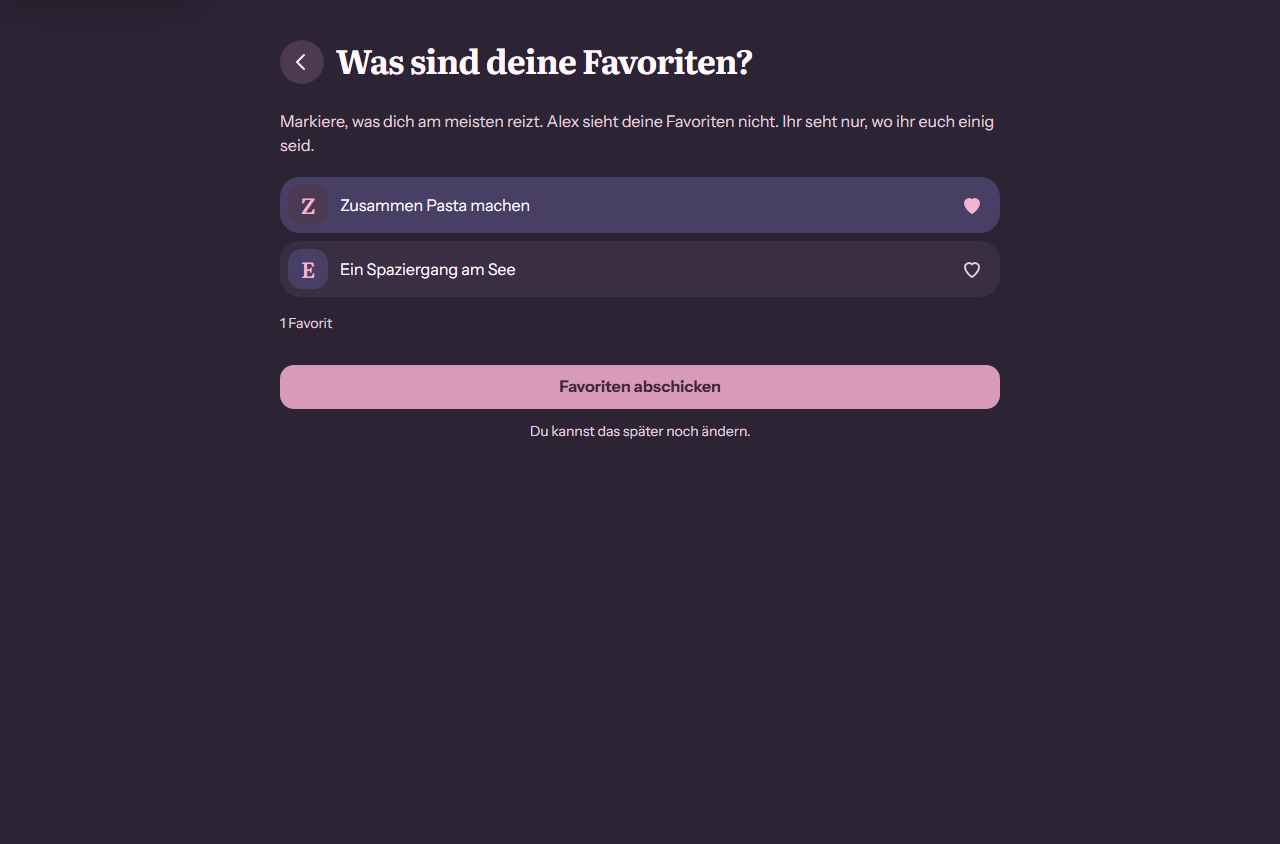 Was sind deine Favoriten?
Markiere, was dich am meisten reizt. Alex sieht deine Favoriten nicht. Ihr seht nur, wo ihr euch einig
seid.
Z Zusammen Pasta machen
E Ein Spaziergang am See
1 Favorit
Favoriten abschicken
Du kannst das später noch ändern.